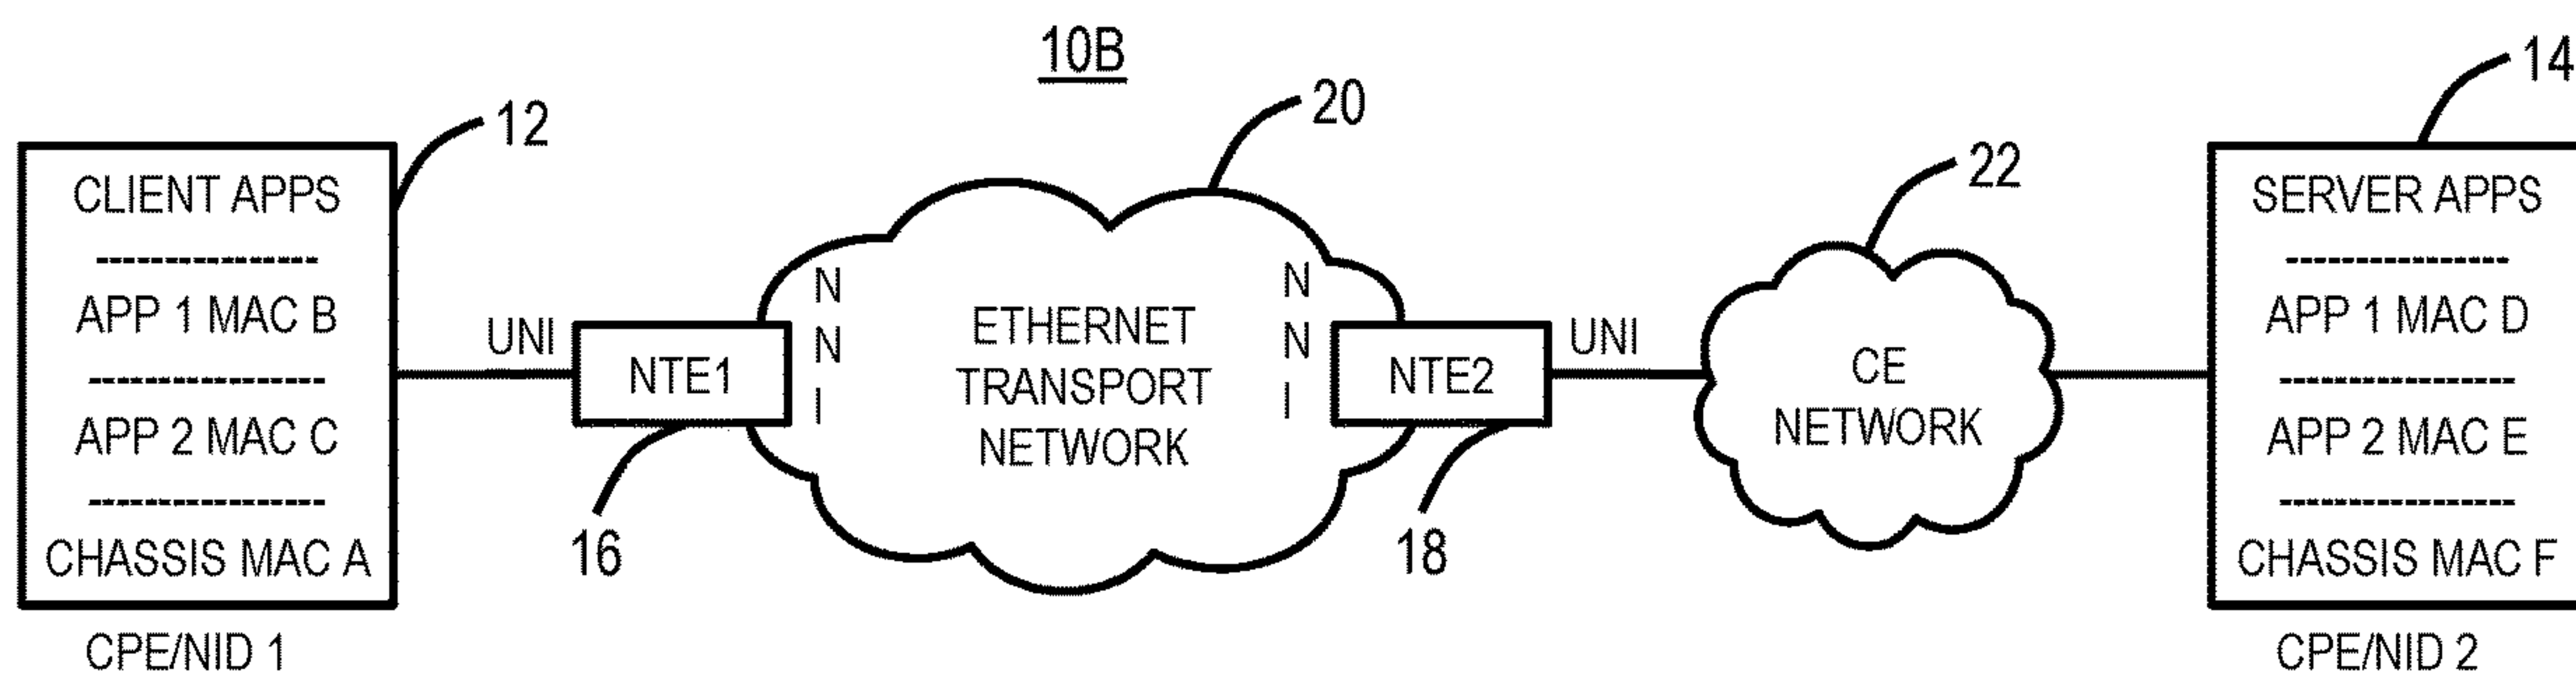 10B
12
CLIENT APPS
----------------
APP 1 MAC B
-----------------
APP 2 MAC C
-----------------
CHASSIS MAC A
CPE/NID 1
UNI
NTE1
16
20
N
N
I
ETHERNET
TRANSPORT
NETWORK
N
N
I
NTE2
18
UNI
22
CE
NETWORK
14
SERVER APPS
----------------
APP 1 MAC D
-----------------
APP 2 MAC E
-----------------
CHASSIS MAC F
CPE/NID 2